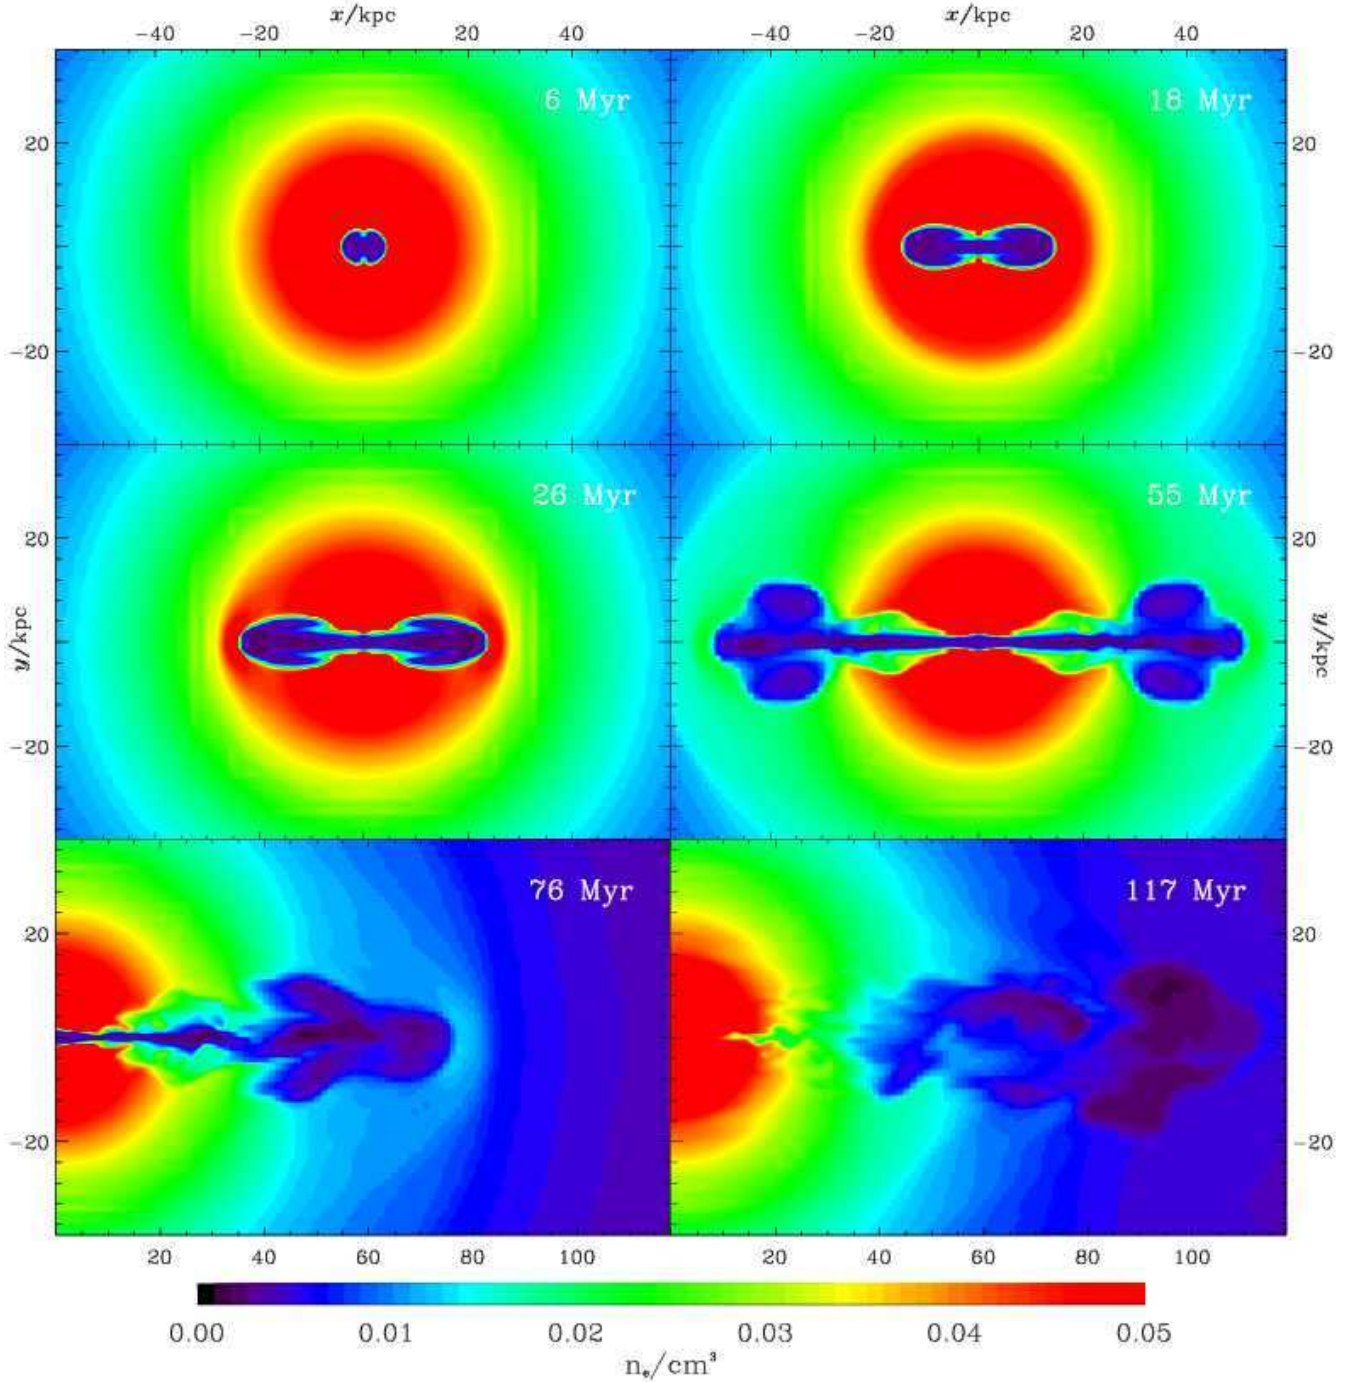 x/kpc x/kpc
−40 −20 0 20 40 −40 −20 0 20 40
6 Myr 18 Myr
20 20
−20 −20
26 Myr 55 Myr
20 20
y/kpc y/kpc
−20 −20
76 Myr 117 Myr
20 20
−20 −20
20 40 60 80 100 20 40 60 80 100
0.00 0.01 0.02 0.03 0.04 0.05
nₑ/cm³